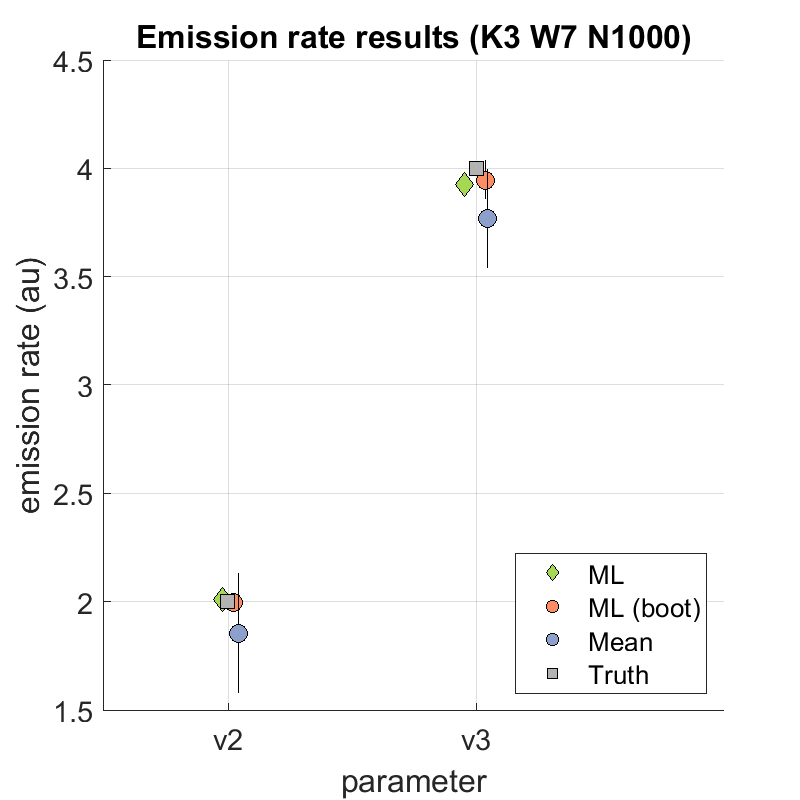 Emission rate results (K3 W7 N1000)
4.5
4
3.5
3
2.5
2
1.5
emission rate (au)
v2
v3
parameter
ML
ML (boot)
Mean
Truth